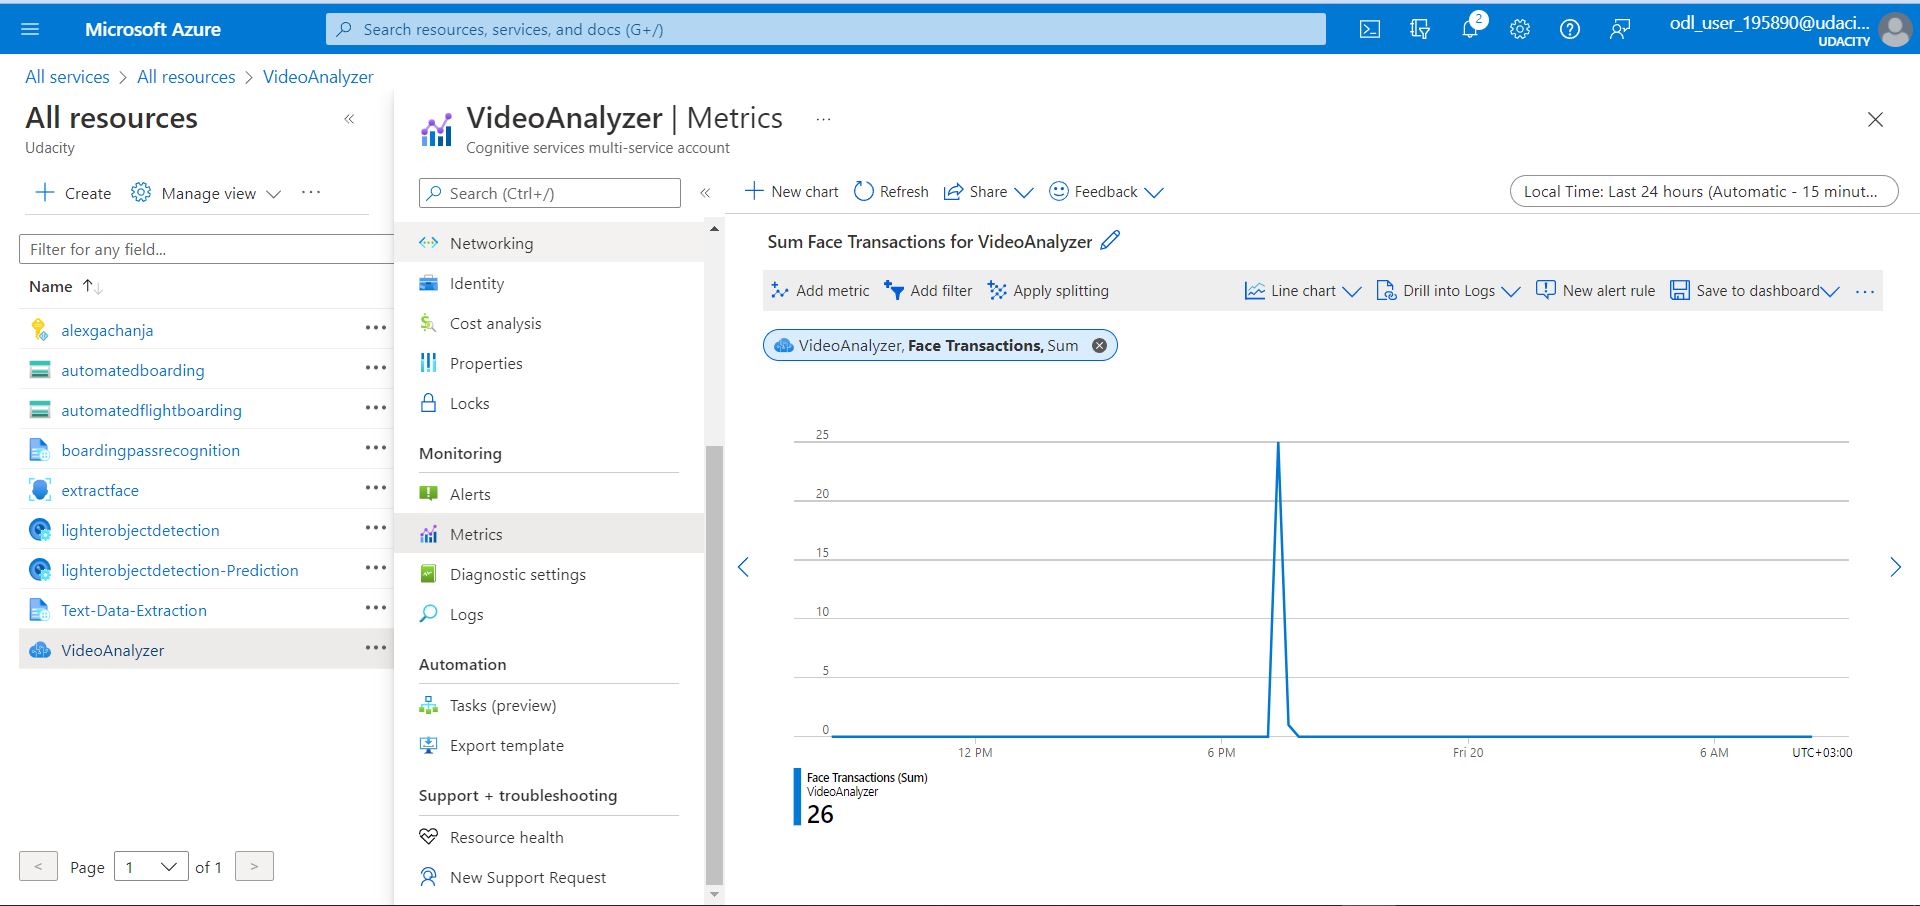 Microsoft Azure
Search resources, services, and docs (G+/)
2
odl_user_195890@udaci...
UDACITY
All services > All resources > VideoAnalyzer
All resources
Udacity
Create Manage view ...
Filter for any field...
Name
alexgachanja
automatedboarding
automatedflightboarding
boardingpassrecognition
extractface
lighterobjectdetection
lighterobjectdetection-Prediction
Text-Data-Extraction
VideoAnalyzer
< Page 1 of 1 >
VideoAnalyzer | Metrics ...
Cognitive services multi-service account
Search (Ctrl+/)
Networking
Identity
Cost analysis
Properties
Locks
Monitoring
Alerts
Metrics
Diagnostic settings
Logs
Automation
Tasks (preview)
Export template
Support + troubleshooting
Resource health
New Support Request
New chart Refresh Share Feedback
Local Time: Last 24 hours (Automatic - 15 minut...
Sum Face Transactions for VideoAnalyzer
Add metric Add filter Apply splitting Line chart Drill into Logs New alert rule Save to dashboard ...
VideoAnalyzer, Face Transactions, Sum
25
20
15
10
5
0
12 PM 6 PM Fri 20 6 AM UTC+03:00
Face Transactions (Sum)
VideoAnalyzer
26